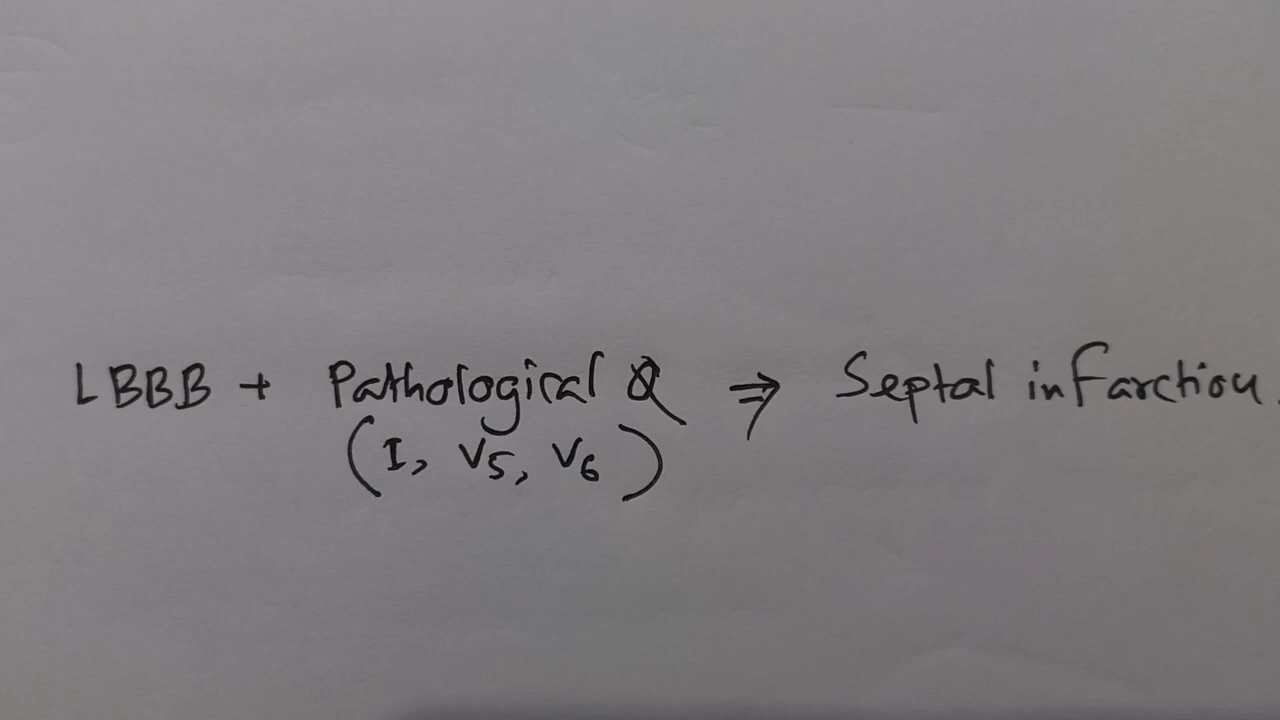 LBBB + Pathological Q ⇒ Septal infarction.
(I, V5, V6)